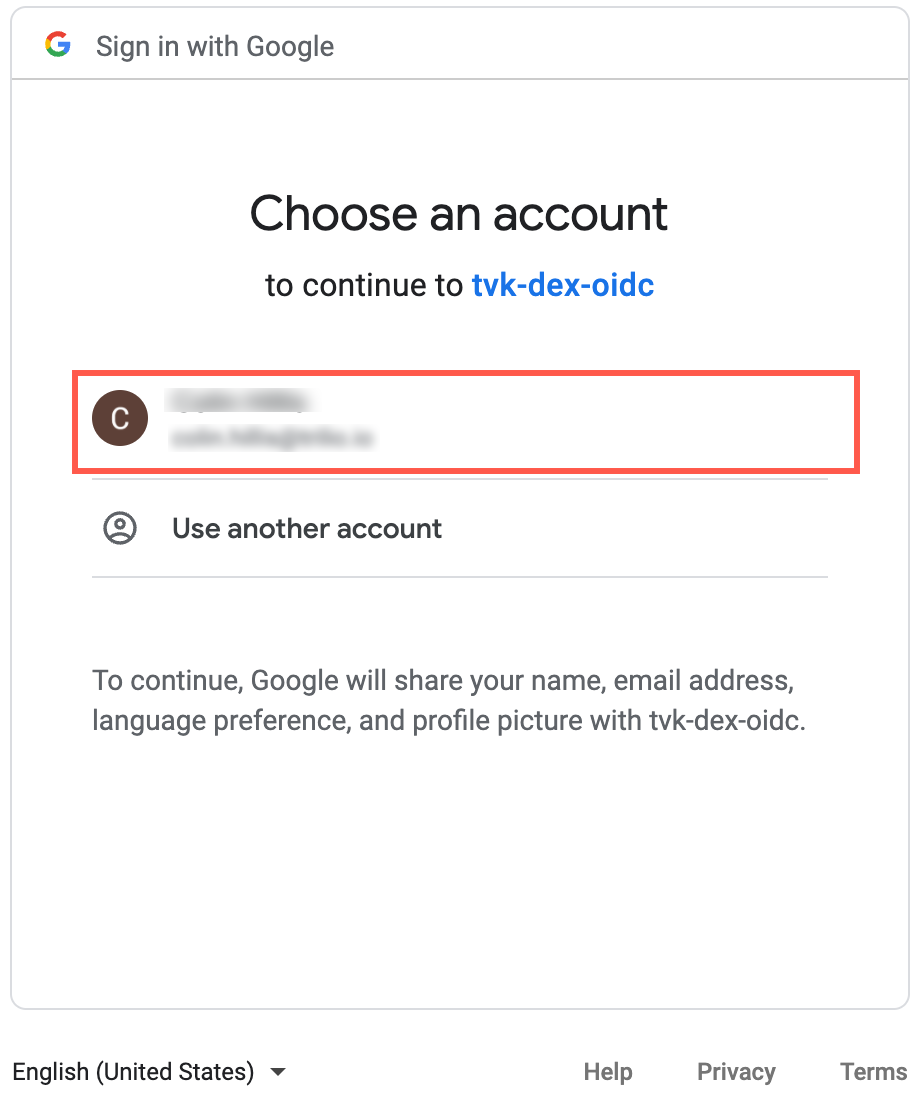 Sign in with Google
Choose an account
to continue to tvk-dex-oidc
C
Use another account
To continue, Google will share your name, email address,
language preference, and profile picture with tvk-dex-oidc.
English (United States)
Help Privacy Terms